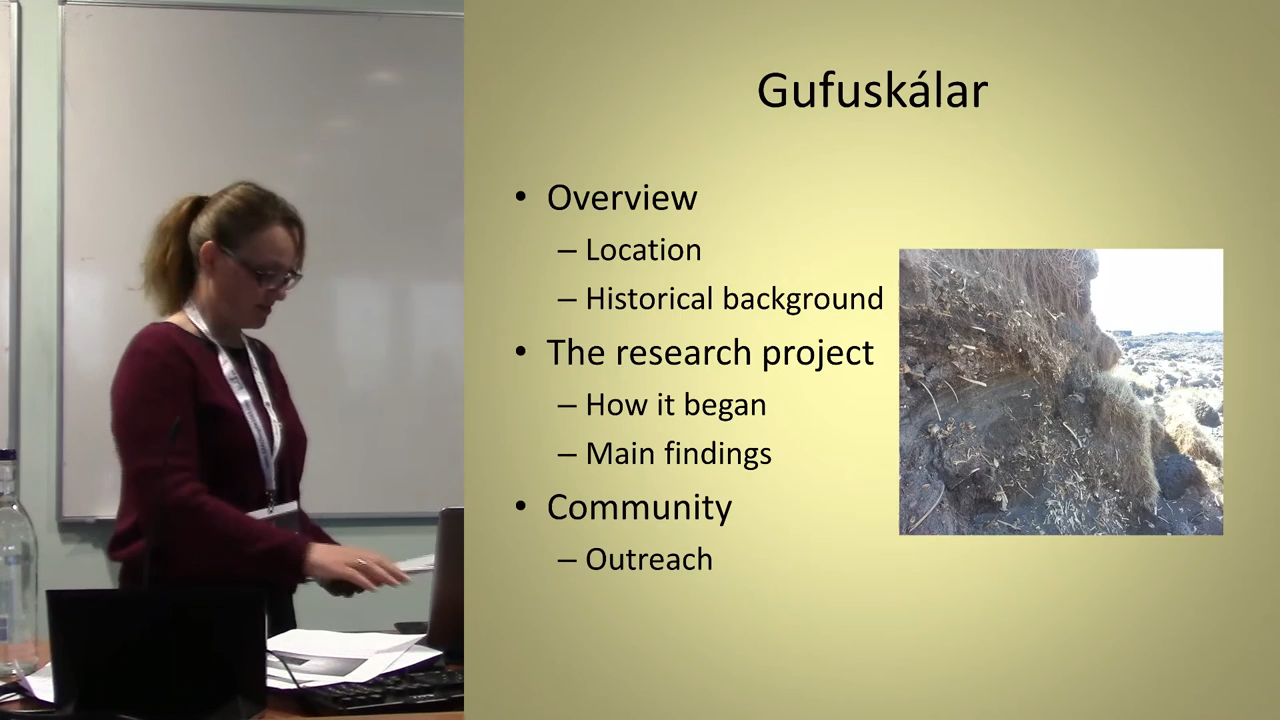 Gufuskálar
• Overview
– Location
– Historical background
• The research project
– How it began
– Main findings
• Community
– Outreach